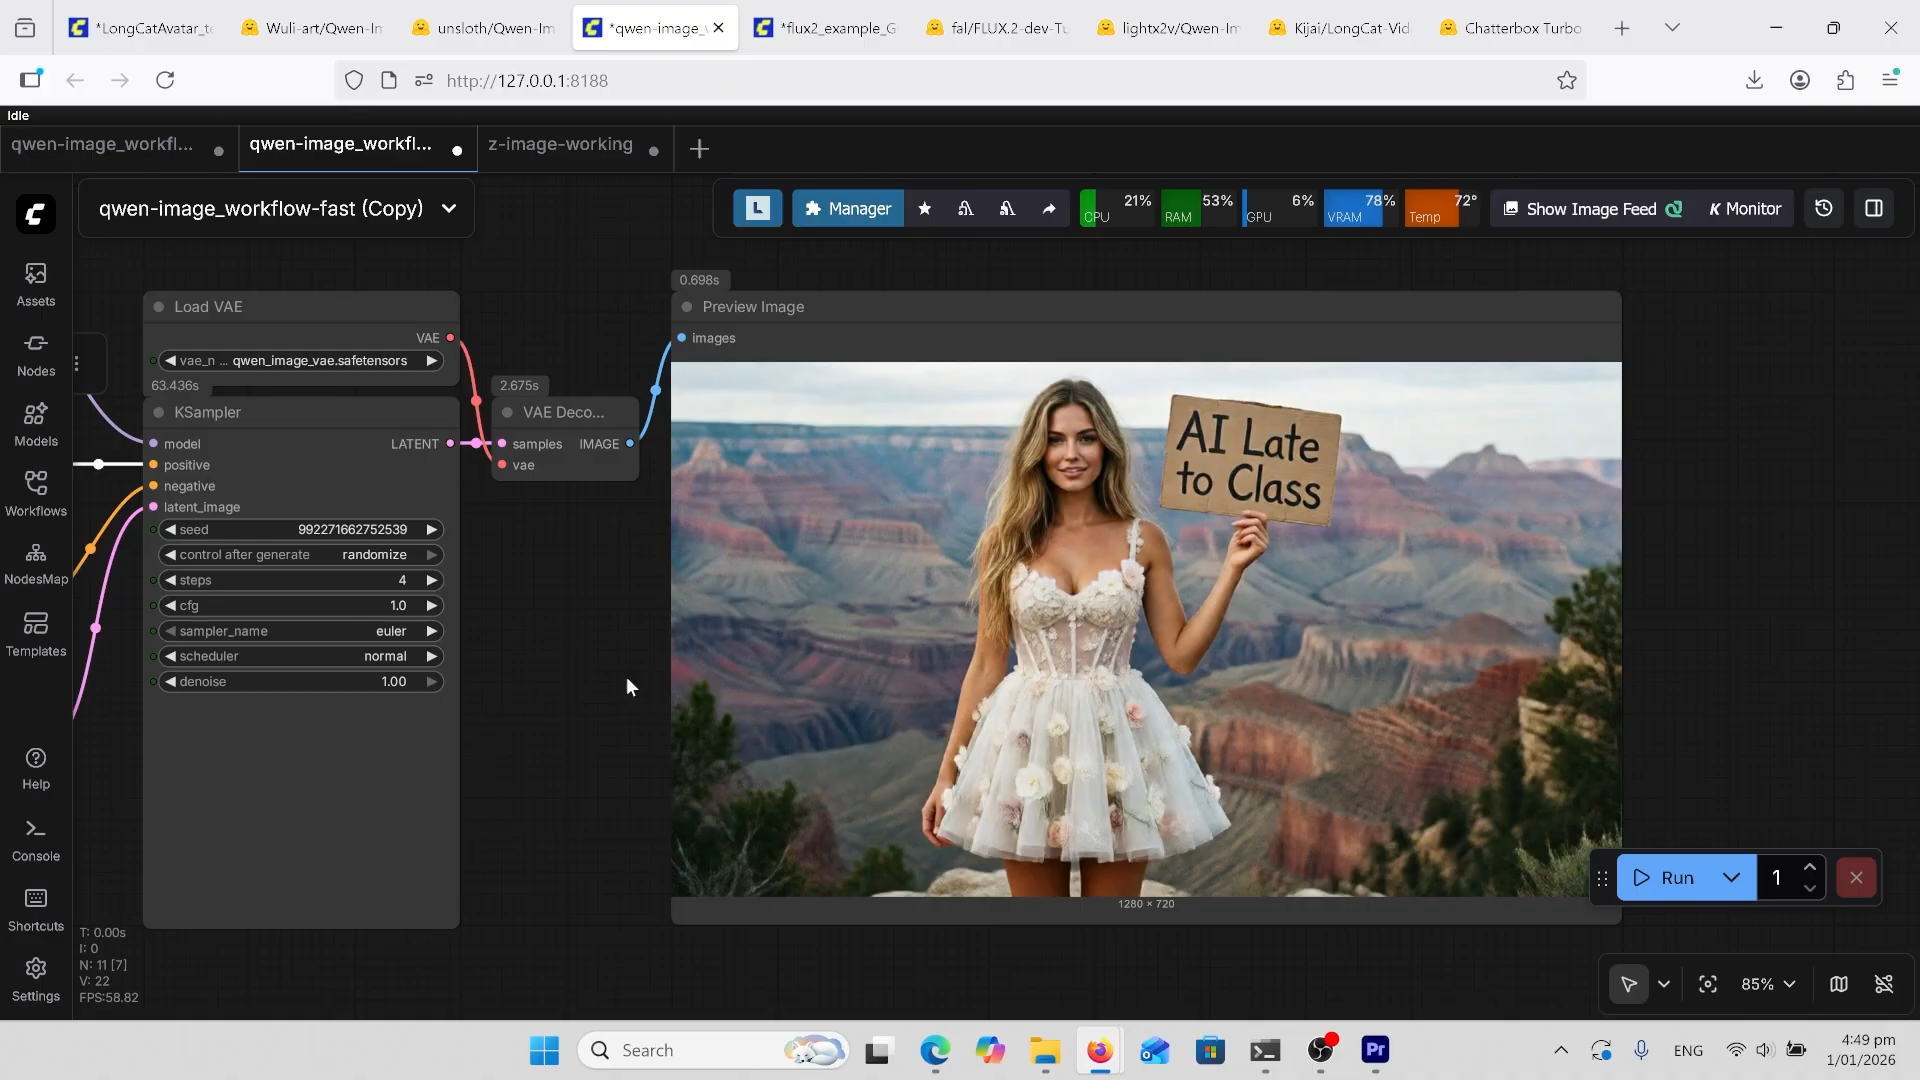 *LongCatAvatar_te
Wuli-art/Qwen-Im
unsloth/Qwen-Im
*qwen-image_w
*flux2_example_G
fal/FLUX.2-dev-Tu
lightx2v/Qwen-Im
Kijai/LongCat-Vid
Chatterbox Turbo
http://127.0.0.1:8188
Idle
qwen-image_workfl...
qwen-image_workfl...
z-image-working
qwen-image_workflow-fast (Copy)
L
Manager
CPU 21%
RAM 53%
GPU 6%
VRAM 78%
Temp 72°
Show Image Feed
K Monitor
Assets
Nodes
Models
Workflows
NodesMap
Templates
Help
Console
Shortcuts
Settings
Load VAE
VAE
vae_n ... qwen_image_vae.safetensors
63.436s
KSampler
model LATENT
positive
negative
latent_image
seed 992271662752539
control after generate randomize
steps 4
cfg 1.0
sampler_name euler
scheduler normal
denoise 1.00
2.675s
VAE Deco...
samples IMAGE
vae
0.698s
Preview Image
images
AI Late
to Class
1280 × 720
Run
1
T: 0.00s
I: 0
N: 11 [7]
V: 22
FPS:58.82
85%
Search
Pr
ENG
4:49 pm
1/01/2026